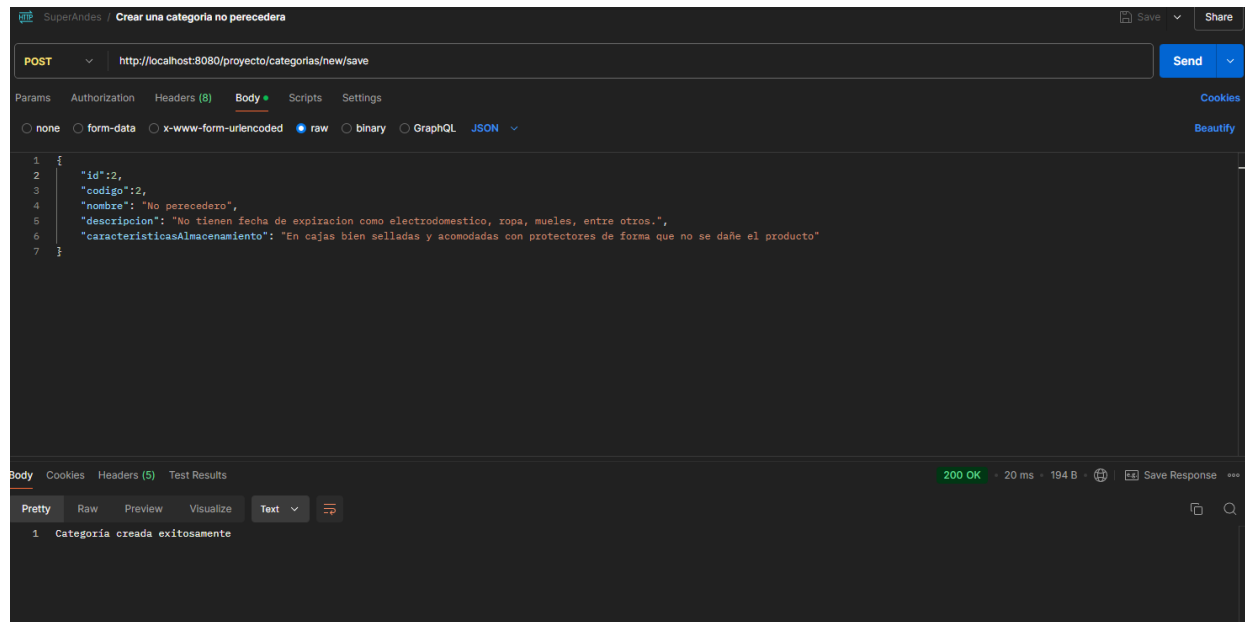 HTTP SuperAndes / Crear una categoria no perecedera Save Share
POST http://localhost:8080/proyecto/categorias/new/save Send
Params Authorization Headers (8) Body Scripts Settings Cookies
none form-data x-www-form-urlencoded raw binary GraphQL JSON Beautify
1 {
2 "id":2,
3 "codigo":2,
4 "nombre": "No perecedero",
5 "descripcion": "No tienen fecha de expiracion como electrodomestico, ropa, mueles, entre otros.",
6 "caracteristicasAlmacenamiento": "En cajas bien selladas y acomodadas con protectores de forma que no se dañe el producto"
7 }
Body Cookies Headers (5) Test Results 200 OK 20 ms 194 B e.g. Save Response
Pretty Raw Preview Visualize Text
1 Categoría creada exitosamente